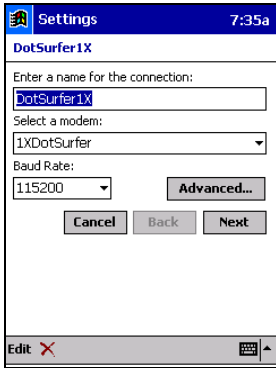 Settings 7:35a
DotSurfer1X
Enter a name for the connection:
DotSurfer1X
Select a modem:
1XDotSurfer
Baud Rate:
115200 Advanced...
Cancel Back Next
Edit